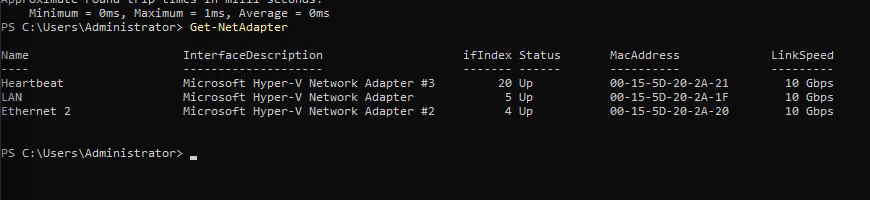 Approximate round trip times in milli-seconds:
    Minimum = 0ms, Maximum = 1ms, Average = 0ms
PS C:\Users\Administrator> Get-NetAdapter
Name                      InterfaceDescription                    ifIndex Status       MacAddress             LinkSpeed
----                      --------------------                    ------- ------       ----------             ---------
Heartbeat                 Microsoft Hyper-V Network Adapter #3         20 Up           00-15-5D-20-2A-21        10 Gbps
LAN                       Microsoft Hyper-V Network Adapter             5 Up           00-15-5D-20-2A-1F        10 Gbps
Ethernet 2                Microsoft Hyper-V Network Adapter #2          4 Up           00-15-5D-20-2A-20        10 Gbps
PS C:\Users\Administrator>